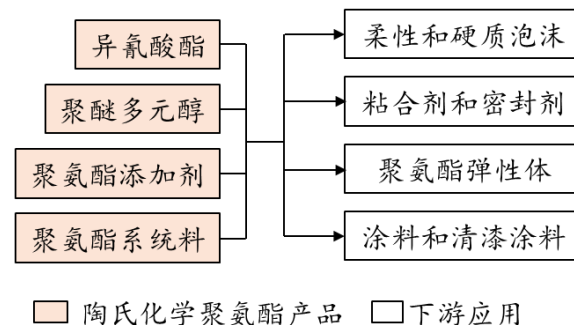 异氰酸酯
聚醚多元醇
聚氨酯添加剂
聚氨酯系统料
柔性和硬质泡沫
粘合剂和密封剂
聚氨酯弹性体
涂料和清漆涂料
陶氏化学聚氨酯产品
下游应用